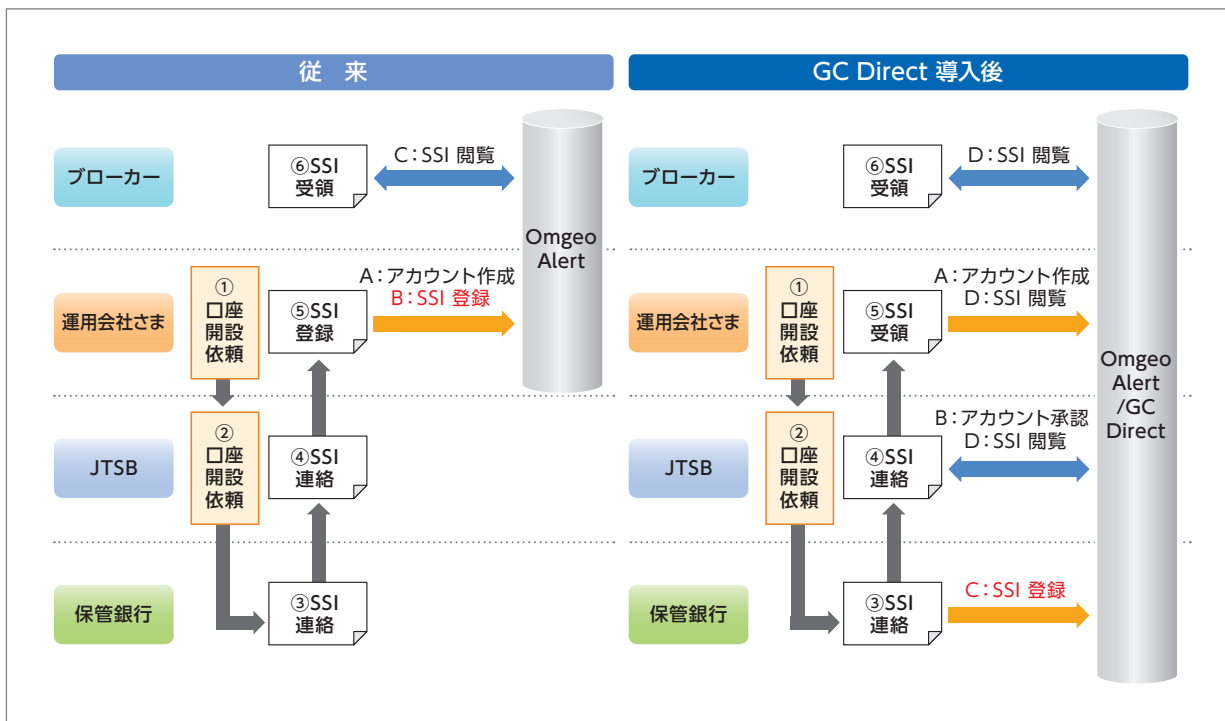 従 来
ブローカー
⑥SSI
受領
C:SSI 閲覧
Omgeo
Alert
運用会社さま
①
口座
開設
依頼
⑤SSI
登録
A:アカウント作成
B:SSI 登録
JTSB
②
口座
開設
依頼
④SSI
連絡
保管銀行
③SSI
連絡
GC Direct 導入後
ブローカー
⑥SSI
受領
D:SSI 閲覧
運用会社さま
①
口座
開設
依頼
⑤SSI
受領
A:アカウント作成
D:SSI 閲覧
Omgeo
Alert
/GC
Direct
JTSB
②
口座
開設
依頼
④SSI
連絡
B:アカウント承認
D:SSI 閲覧
保管銀行
③SSI
連絡
C:SSI 登録